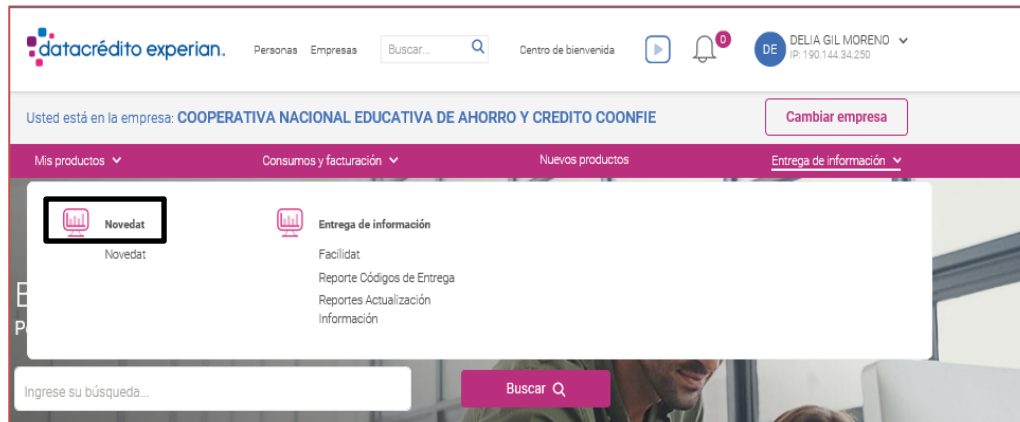 datacrédito experian.
Personas Empresas Buscar... Centro de bienvenida 0 DE DELIA GIL MORENO
IP: 190.144.34.250
Usted está en la empresa: COOPERATIVA NACIONAL EDUCATIVA DE AHORRO Y CREDITO COONFIE Cambiar empresa
Mis productos Consumos y facturación Nuevos productos Entrega de información
Novedat
Novedat
Entrega de información
Facilidat
Reporte Códigos de Entrega
Reportes Actualización
Información
Ingrese su búsqueda... Buscar